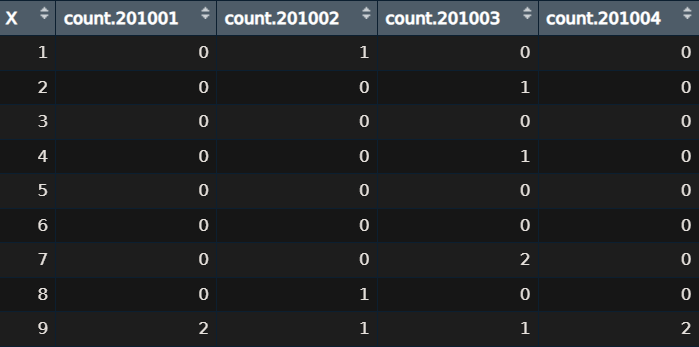 X count.201001 count.201002 count.201003 count.201004
1 0 1 0 0
2 0 0 1 0
3 0 0 0 0
4 0 0 1 0
5 0 0 0 0
6 0 0 0 0
7 0 0 2 0
8 0 1 0 0
9 2 1 1 2